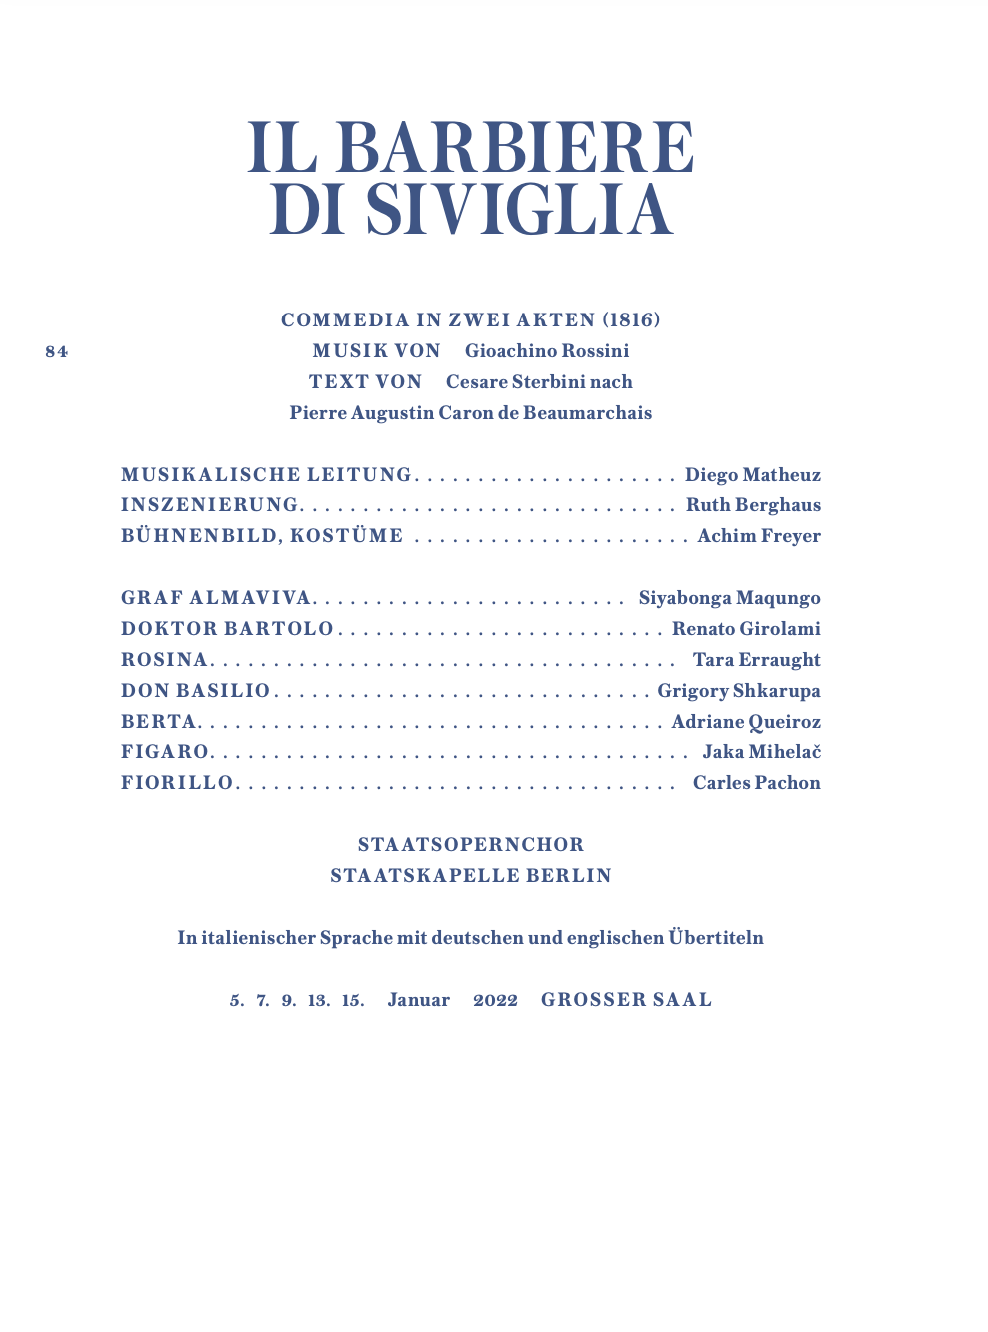 IL BARBIERE
DI SIVIGLIA
COMMEDIA IN ZWEI AKTEN (1816)
84
MUSIK VON Gioachino Rossini
TEXT VON Cesare Sterbini nach
Pierre Augustin Caron de Beaumarchais
MUSIKALISCHE LEITUNG . . . . . . . . . . . . . . . . . . . . . Diego Matheuz
INSZENIERUNG . . . . . . . . . . . . . . . . . . . . . . . . . . . . . . Ruth Berghaus
BÜHNENBILD, KOSTÜME . . . . . . . . . . . . . . . . . . . . . . Achim Freyer
GRAF ALMAVIVA . . . . . . . . . . . . . . . . . . . . . . . . . Siyabonga Maqungo
DOKTOR BARTOLO . . . . . . . . . . . . . . . . . . . . . . . . . . Renato Girolami
ROSINA . . . . . . . . . . . . . . . . . . . . . . . . . . . . . . . . . . . . . Tara Erraught
DON BASILIO . . . . . . . . . . . . . . . . . . . . . . . . . . . . . . Grigory Shkarupa
BERTA . . . . . . . . . . . . . . . . . . . . . . . . . . . . . . . . . . . . . Adriane Queiroz
FIGARO . . . . . . . . . . . . . . . . . . . . . . . . . . . . . . . . . . . . . . Jaka Mihelač
FIORILLO . . . . . . . . . . . . . . . . . . . . . . . . . . . . . . . . . . . Carles Pachon
STAATSOPERNCHOR
STAATSKAPELLE BERLIN
In italienischer Sprache mit deutschen und englischen Übertiteln
5. 7. 9. 13. 15. Januar 2022 GROSSER SAAL